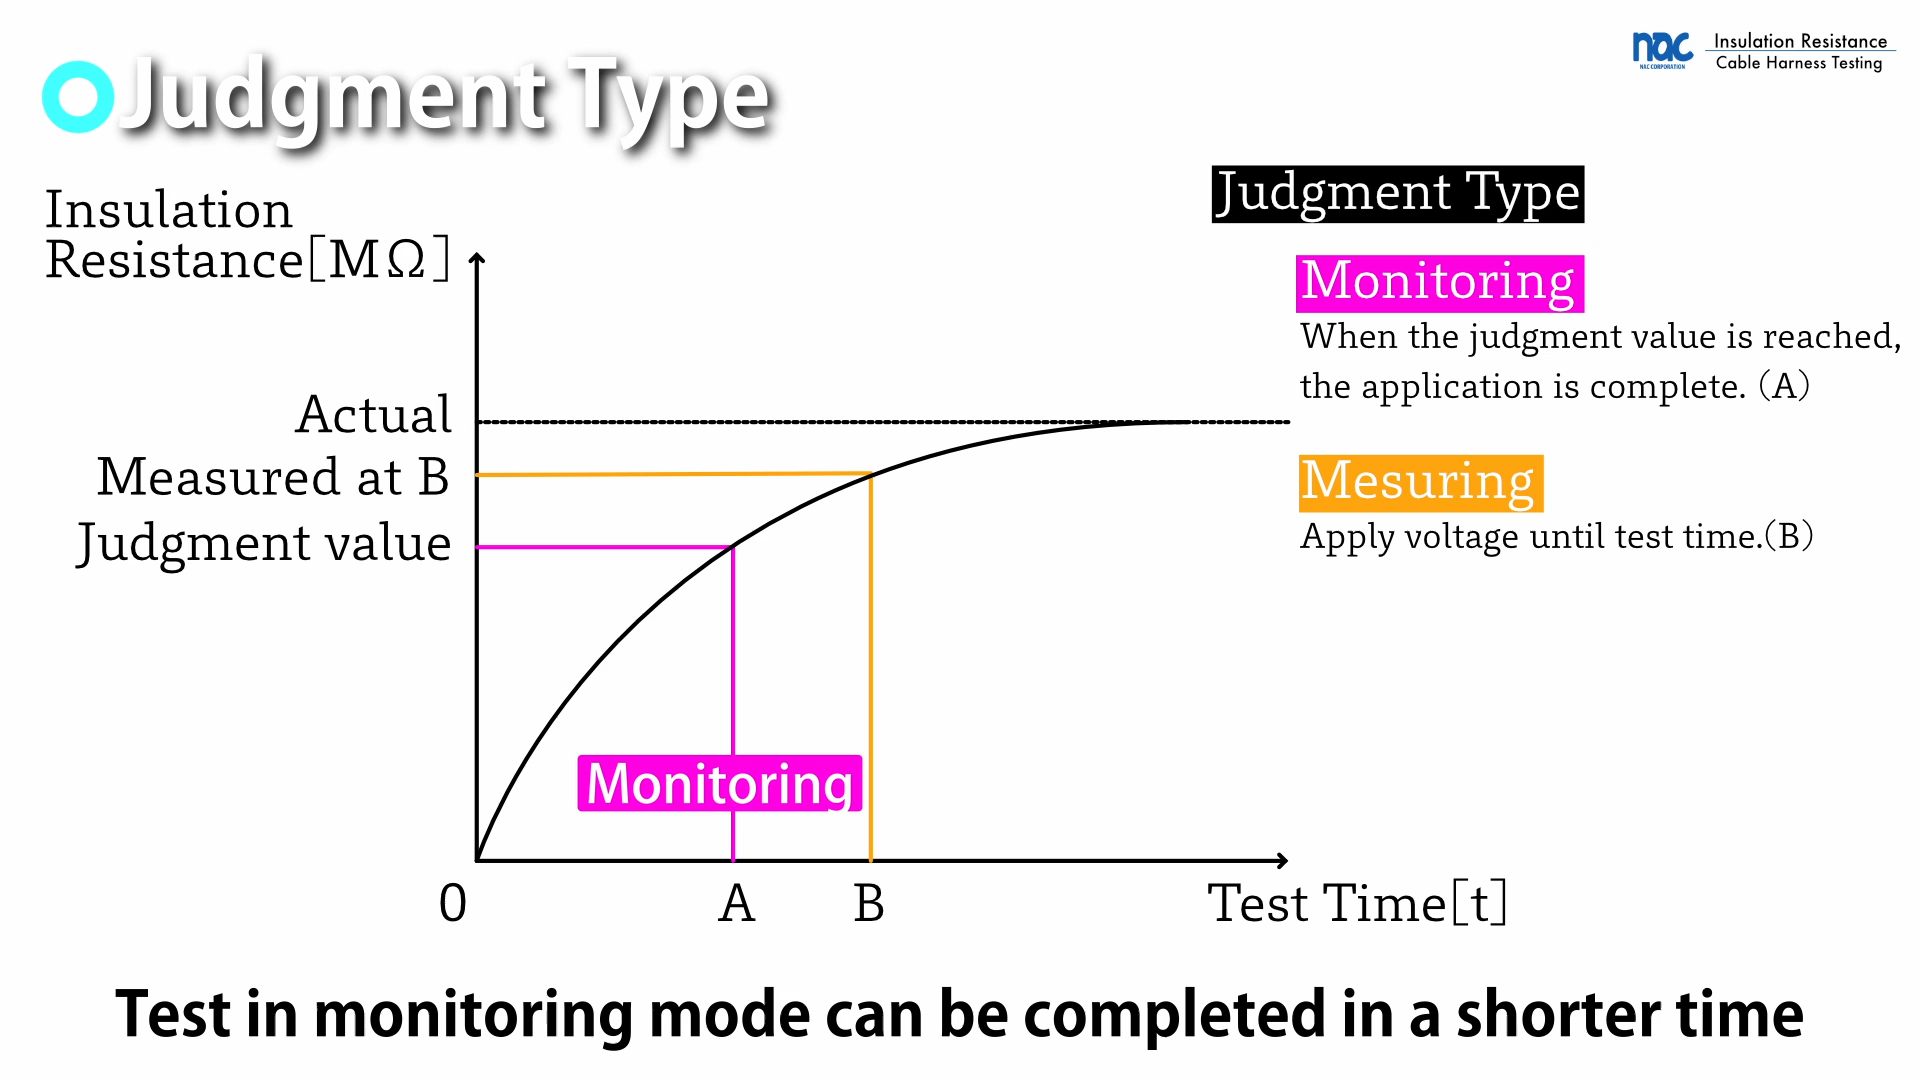 Judgment Type
nac
NAC CORPORATION
Insulation Resistance
Cable Harness Testing
Insulation
Resistance[MΩ]
Actual
Measured at B
Judgment value
Monitoring
0
A
B
Test Time[t]
Judgment Type
Monitoring
When the judgment value is reached,
the application is complete. (A)
Mesuring
Apply voltage until test time.(B)
Test in monitoring mode can be completed in a shorter time